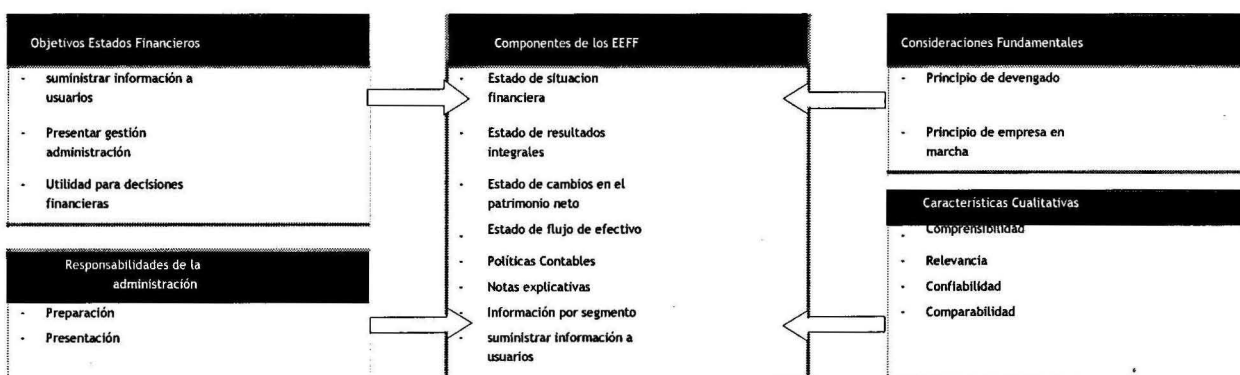 Objetivos Estados Financieros
- suministrar información a
usuarios
- Presentar gestión
administración
- Utilidad para decisiones
financieras
Responsabilidades de la
administración
- Preparación
- Presentación
Componentes de los EEFF
- Estado de situacion
financiera
- Estado de resultados
integrales
- Estado de cambios en el
patrimonio neto
- Estado de flujo de efectivo
- Políticas Contables
- Notas explicativas
- Información por segmento
- suministrar información a
usuarios
Consideraciones Fundamentales
- Principio de devengado
- Principio de empresa en
marcha
Características Cualitativas
- Comprensibilidad
- Relevancia
- Confiabilidad
- Comparabilidad